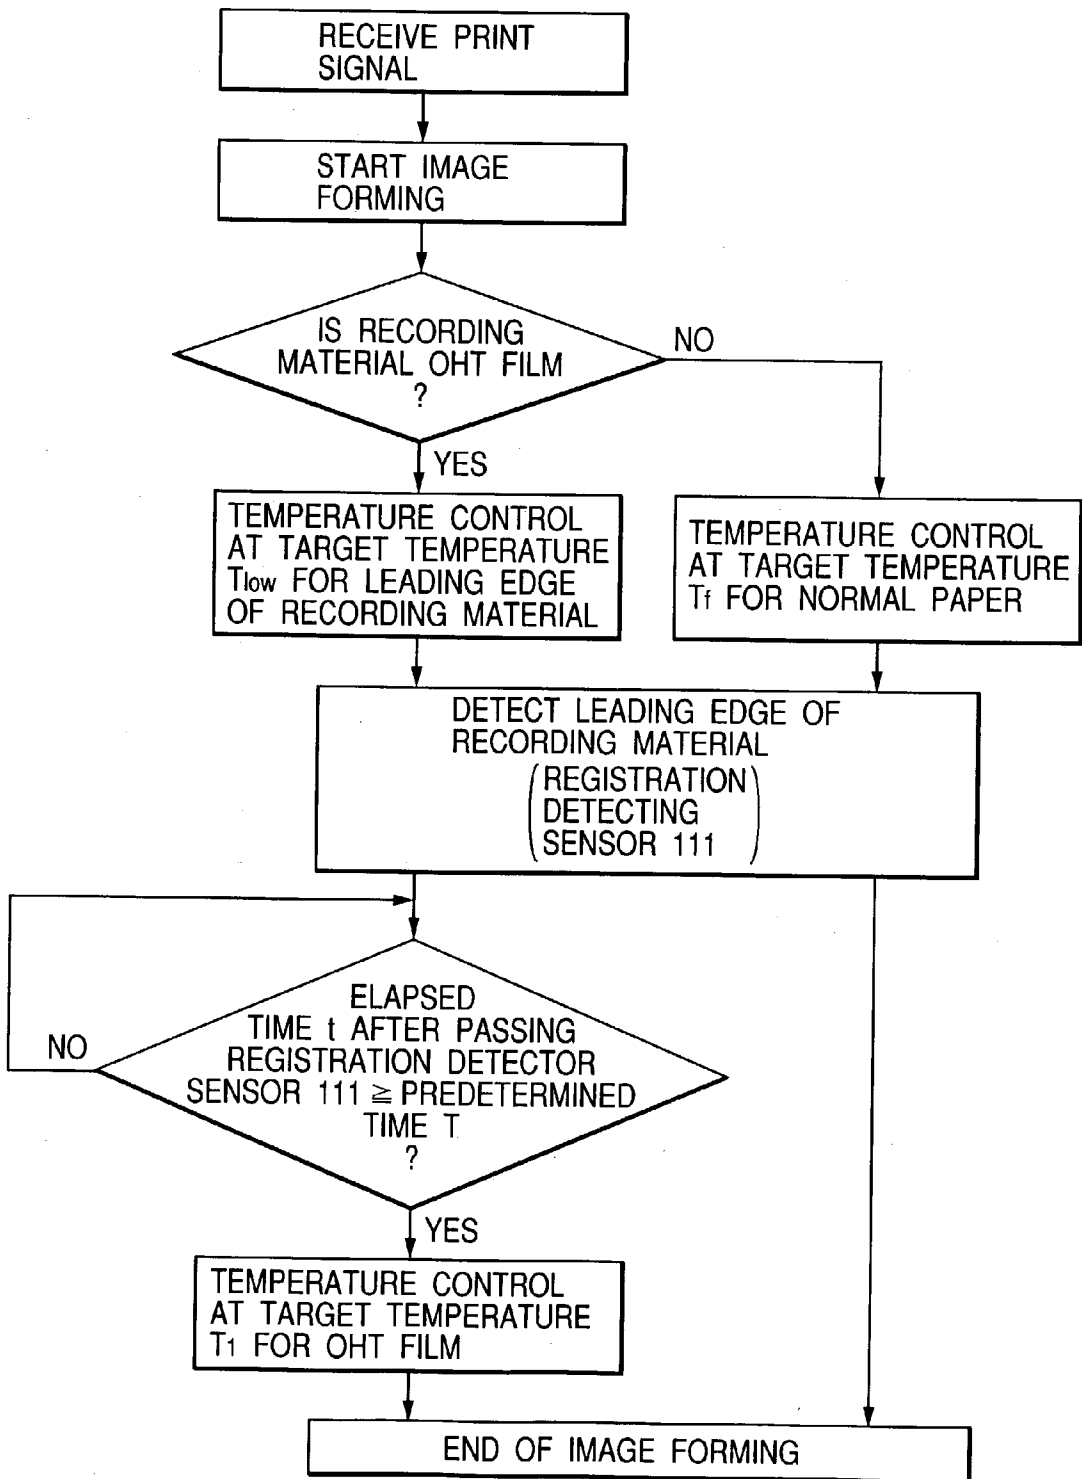 RECEIVE PRINT
SIGNAL
START IMAGE
FORMING
IS RECORDING
MATERIAL OHT FILM
?
NO
YES
TEMPERATURE CONTROL
AT TARGET TEMPERATURE
Tlow FOR LEADING EDGE
OF RECORDING MATERIAL
TEMPERATURE CONTROL
AT TARGET TEMPERATURE
Tf FOR NORMAL PAPER
DETECT LEADING EDGE OF
RECORDING MATERIAL
(REGISTRATION
DETECTING
SENSOR 111)
ELAPSED
TIME t AFTER PASSING
REGISTRATION DETECTOR
SENSOR 111 ≧ PREDETERMINED
TIME T
?
NO
YES
TEMPERATURE CONTROL
AT TARGET TEMPERATURE
T1 FOR OHT FILM
END OF IMAGE FORMING